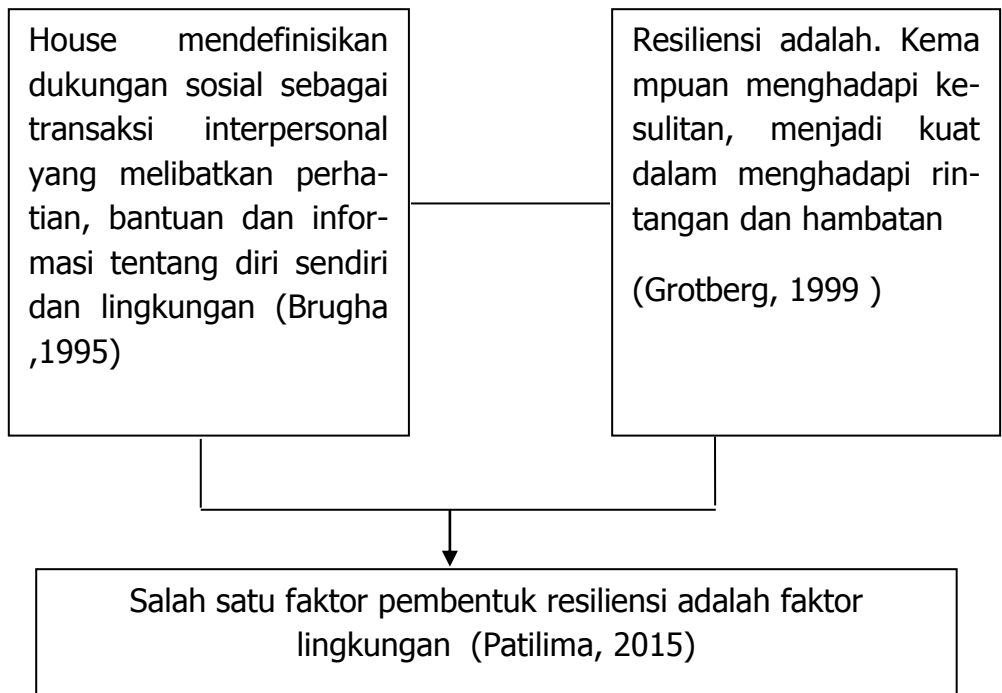 House mendefinisikan
dukungan sosial sebagai
transaksi interpersonal
yang melibatkan perha-
tian, bantuan dan infor-
masi tentang diri sendiri
dan lingkungan (Brugha
,1995)
Resiliensi adalah. Kema
mpuan menghadapi ke-
sulitan, menjadi kuat
dalam menghadapi rin-
tangan dan hambatan
(Grotberg, 1999 )
Salah satu faktor pembentuk resiliensi adalah faktor
lingkungan (Patilima, 2015)